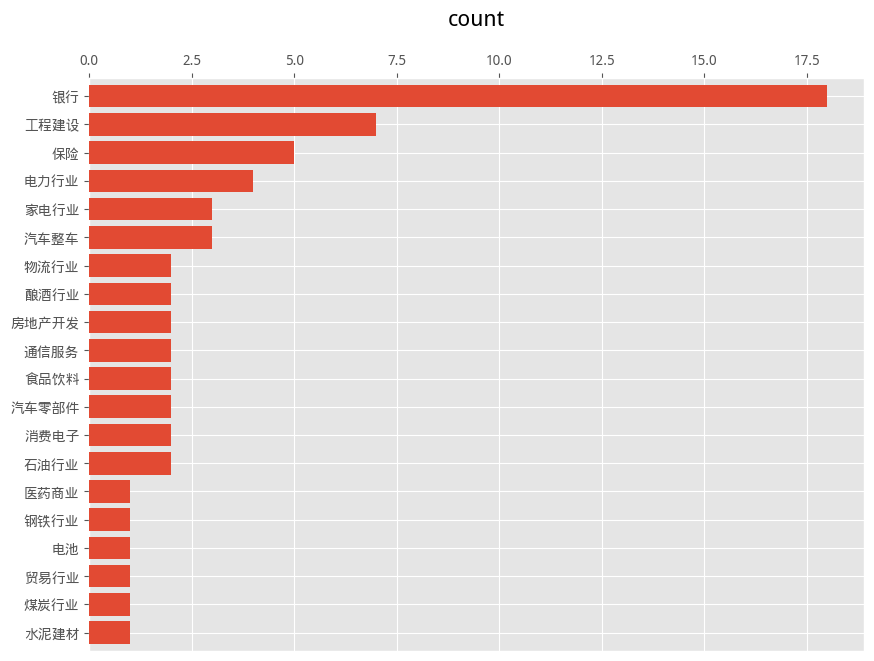 count
0.0 2.5 5.0 7.5 10.0 12.5 15.0 17.5
银行
工程建设
保险
电力行业
家电行业
汽车整车
物流行业
酿酒行业
房地产开发
通信服务
食品饮料
汽车零部件
消费电子
石油行业
医药商业
钢铁行业
电池
贸易行业
煤炭行业
水泥建材